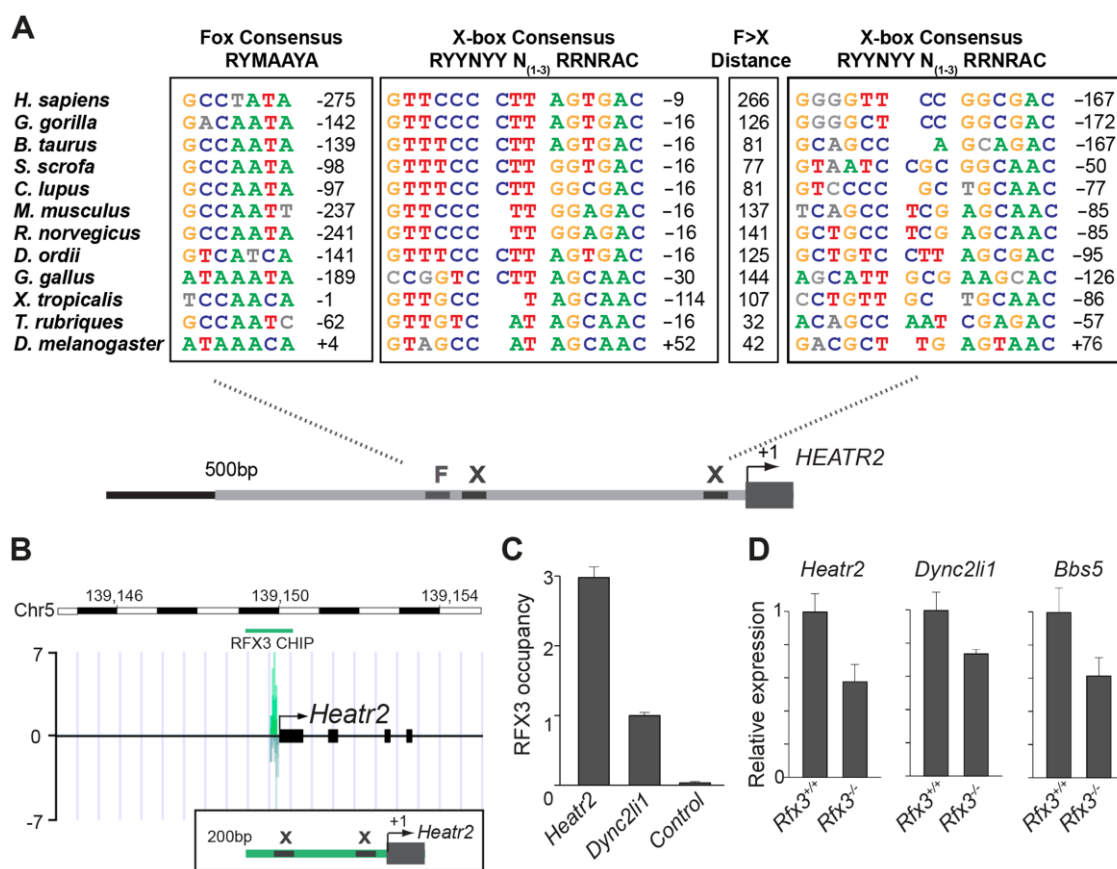 A
Fox Consensus X-box Consensus F>X X-box Consensus
RYMAAYA RYYNYY N(1-3) RRNRAC Distance RYYNYY N(1-3) RRNRAC
H. sapiens GCCTATA -275 GTTCCC CTT AGTGAC -9 266 GGGGTT CC GGCGAC -167
G. gorilla GACAATA -142 GTTCCC CTT AGTGAC -16 126 GGGGCT CC GGCGAC -172
B. taurus GCCAATA -139 GTTTCC CTT AGTGAC -16 81 GCAGCC A GCAGAC -167
S. scrofa GCCAATA -98 GTTTCC CTT AGTGAC -16 77 GTAATC CGC GGCAAC -50
C. lupus GCCAATA -97 GTTTCC CTT GGCGAC -16 81 GTCCCC GC TGCAAC -77
M. musculus GCCAATT -237 GTTCCC TT GGAGAC -16 137 TCAGCC TCG AGCAAC -85
R. norvegicus GCCAATA -241 GTTCCC TT GGAGAC -16 141 GCTGCC TCG AGCAAC -85
D. ordii GTCATCA -141 GTTTCC CTT AGTGAC -16 125 GCTGTC CTT AGCGAC -95
G. gallus ATAAATA -189 CCGGTC CTT AGCAAC -30 144 AGCATT GCG AAGCAC -126
X. tropicalis TCCAACA -1 GTTGCC T AGCAAC -114 107 CCTGTT GC TGCAAC -86
T. rubriques GCCAATC -62 GTTGTC AT AGCAAC -16 32 ACAGCC AAT CGAGAC -57
D. melanogaster ATAAACA +4 GTAGCC AT AGCAAC +52 42 GACGCT TG AGTAAC +76
500bp F X X +1 HEATR2
B
139,146 139,150 139,154
Chr5
RFX3 CHIP
7
0
-7
Heatr2
200bp X X +1 Heatr2
C
RFX3 occupancy
3
2
1
0
Heatr2 Dync2li1 Control
D
Heatr2 Dync2li1 Bbs5
Relative expression
1
0
Rfx3+/+ Rfx3-/- Rfx3+/+ Rfx3-/- Rfx3+/+ Rfx3-/-